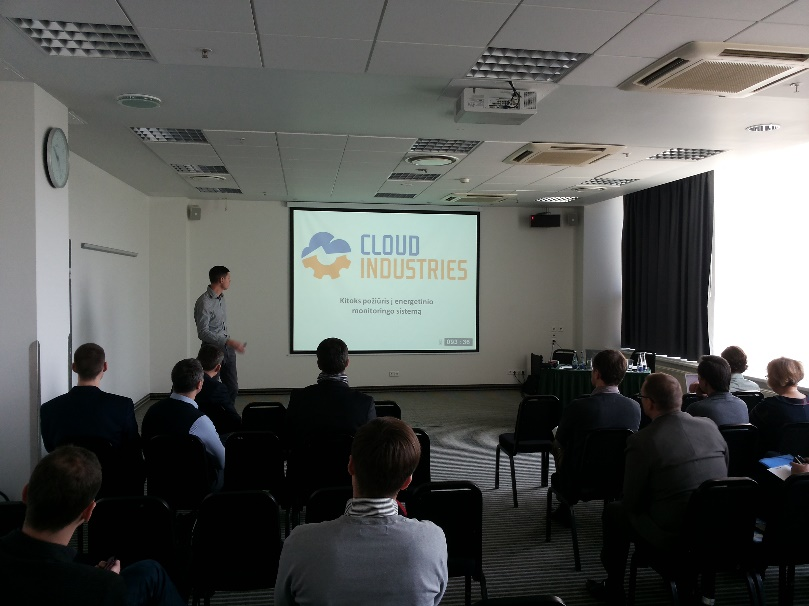 CLOUD
INDUSTRIES
Kitoks požiūris į energetinio
monitoringo sistemą